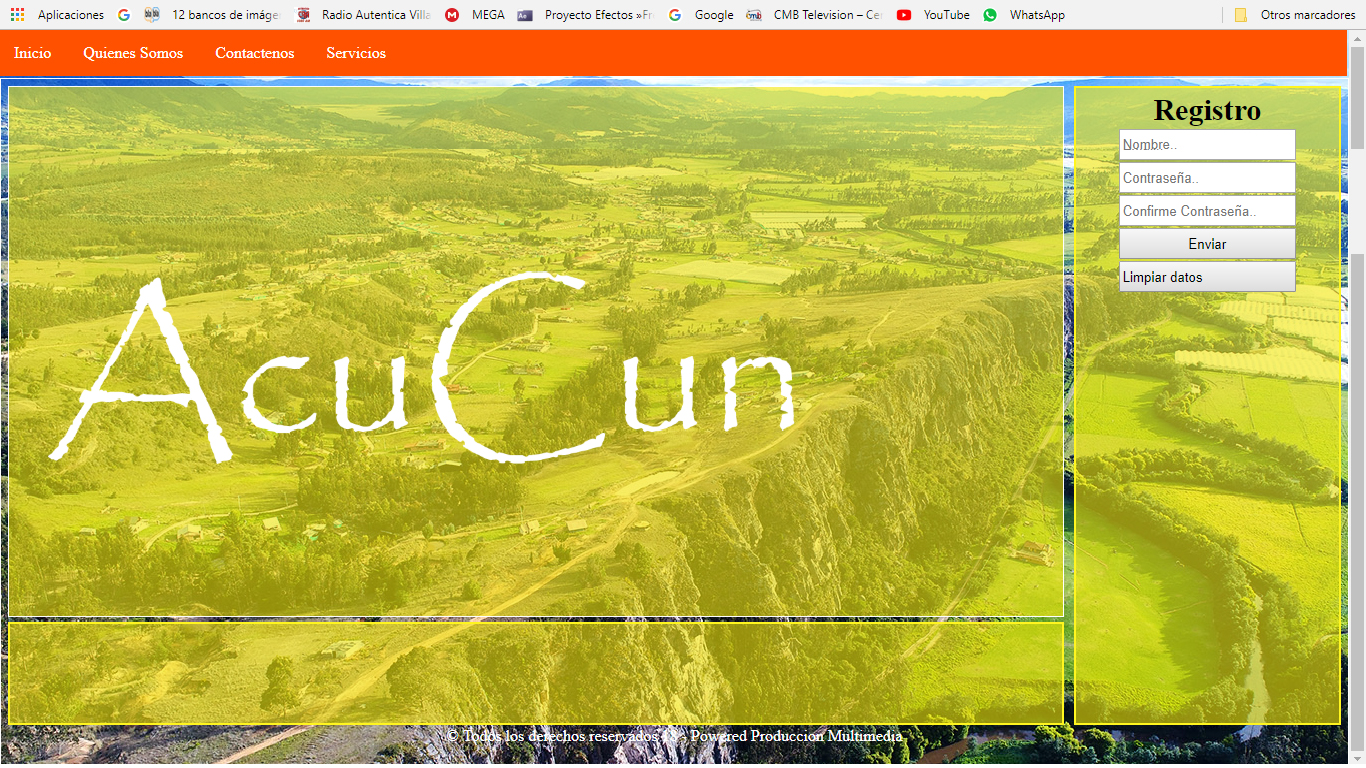 Aplicaciones 12 bancos de imáge Radio Autentica Villa MEGA Proyecto Efectos »Fr Google CMB Television – Ce YouTube WhatsApp Otros marcadores
Inicio Quienes Somos Contactenos Servicios
Registro
Nombre..
Contraseña..
Confirme Contraseña..
Enviar
Limpiar datos
AcuCun
© Todos los derechos reservados 18 - Powered Produccion Multimedia